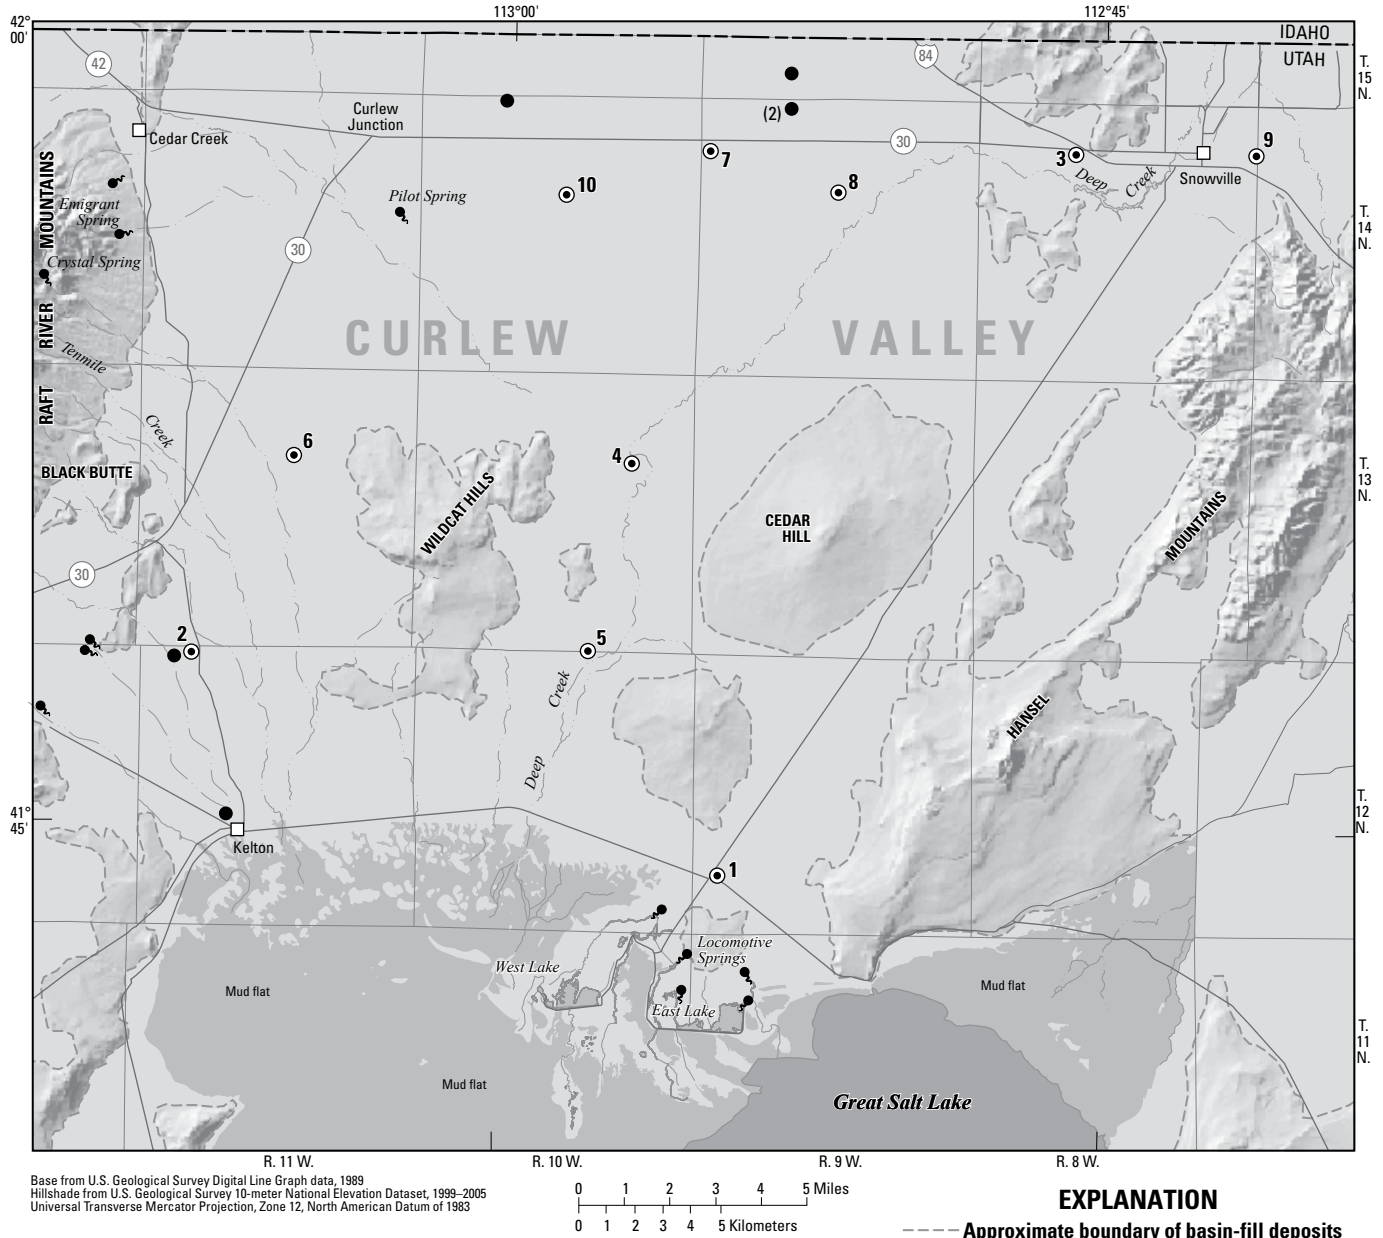 113°00'
112°45'
42°
00'
IDAHO
UTAH
T.
15
N.
42
84
Curlew
Junction
(2)
Cedar Creek
30
7
3
9
Snowville
Deep
Creek
10
8
Pilot Spring
Emigrant
Spring
Crystal Spring
T.
14
N.
30
RAFT RIVER MOUNTAINS
CURLEW VALLEY
Tenmile
Creek
6
4
BLACK BUTTE
WILDCAT HILLS
CEDAR
HILL
T.
13
N.
HANSEL MOUNTAINS
30
2
5
Deep Creek
41°
45'
T.
12
N.
Kelton
1
Locomotive
Springs
West Lake
East Lake
Mud flat
Mud flat
Mud flat
T.
11
N.
Great Salt Lake
R. 11 W.
R. 10 W.
R. 9 W.
R. 8 W.
Base from U.S. Geological Survey Digital Line Graph data, 1989
Hillshade from U.S. Geological Survey 10-meter National Elevation Dataset, 1999–2005
Universal Transverse Mercator Projection, Zone 12, North American Datum of 1983
0 1 2 3 4 5 Miles
0 1 2 3 4 5 Kilometers
EXPLANATION
Approximate boundary of basin-fill deposits